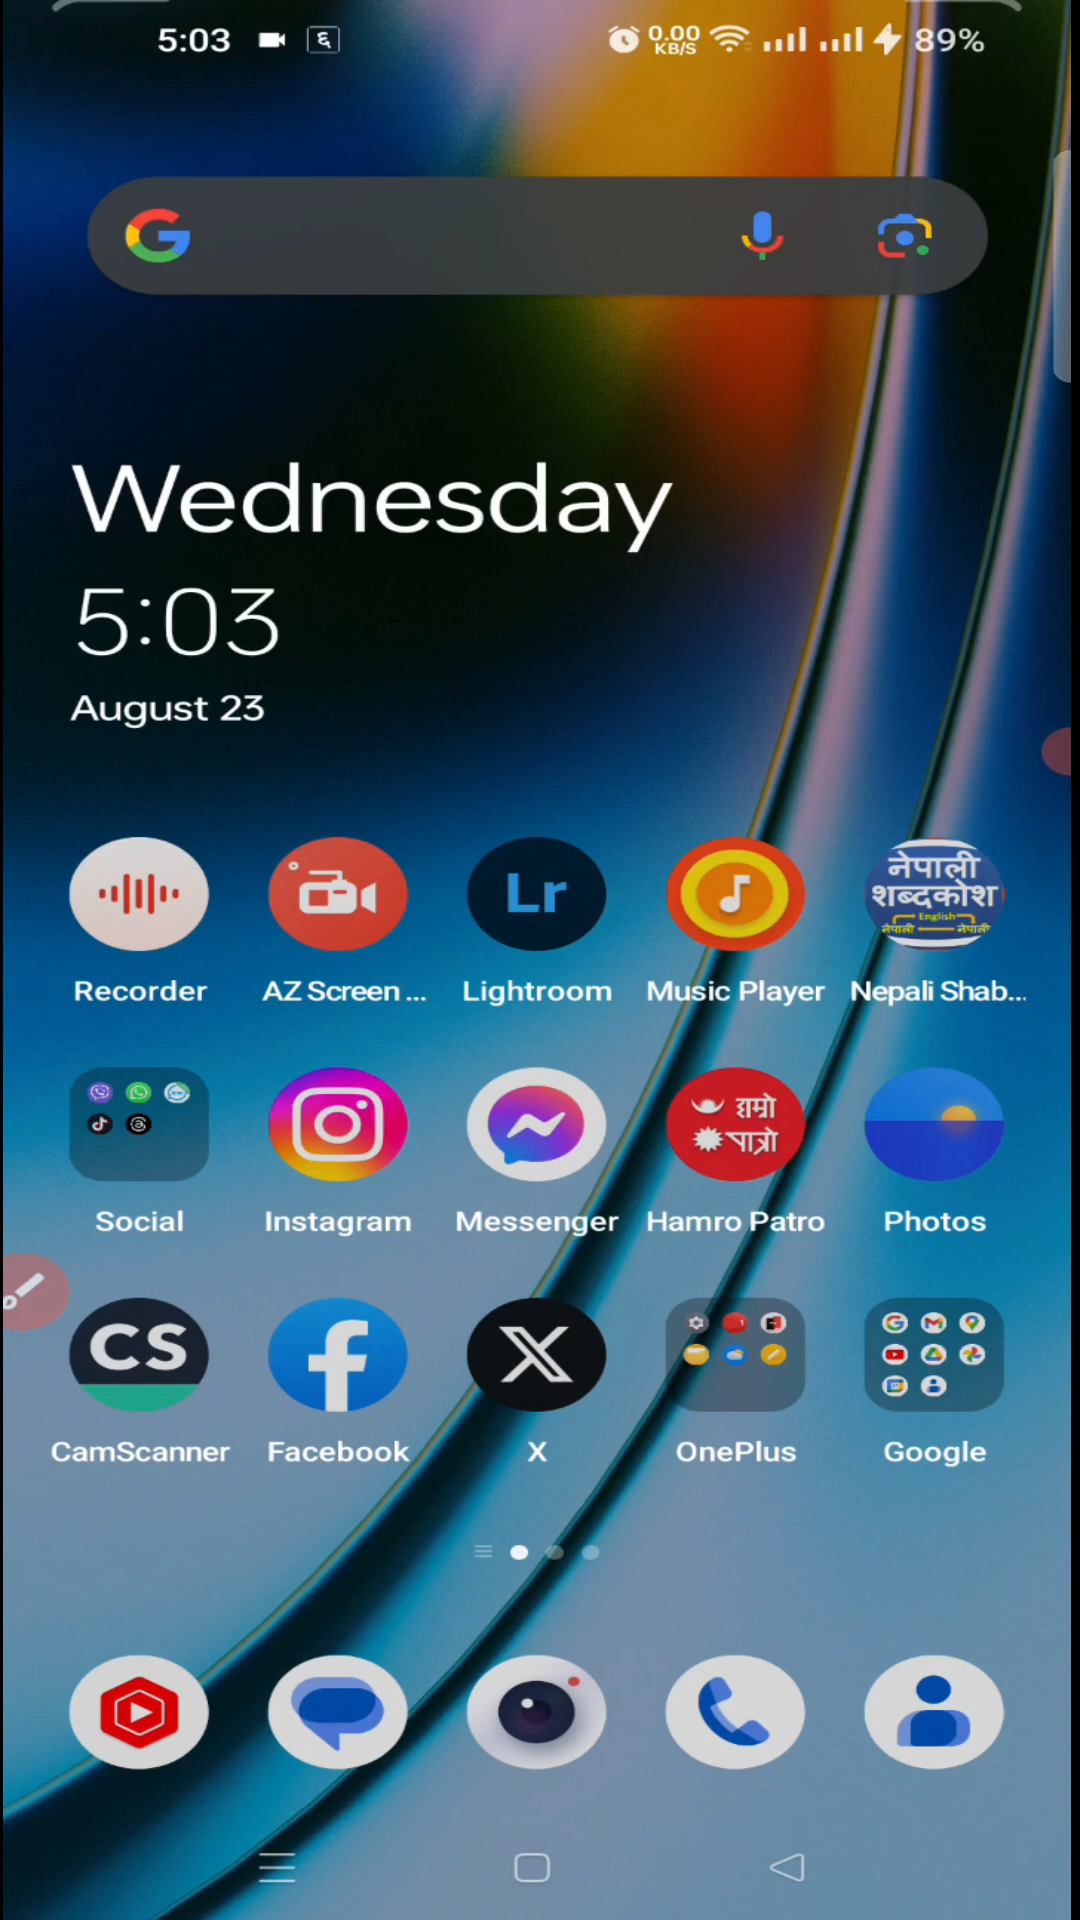 5:03 ६ 0.00 KB/S 89%
Wednesday
5:03
August 23
Lr
नेपाली
शब्दकोश
English
नेपाली नेपाली
Recorder AZ Screen ... Lightroom Music Player Nepali Shab...
हाम्रो
पात्रो
Social Instagram Messenger Hamro Patro Photos
CS
CamScanner Facebook X OnePlus Google